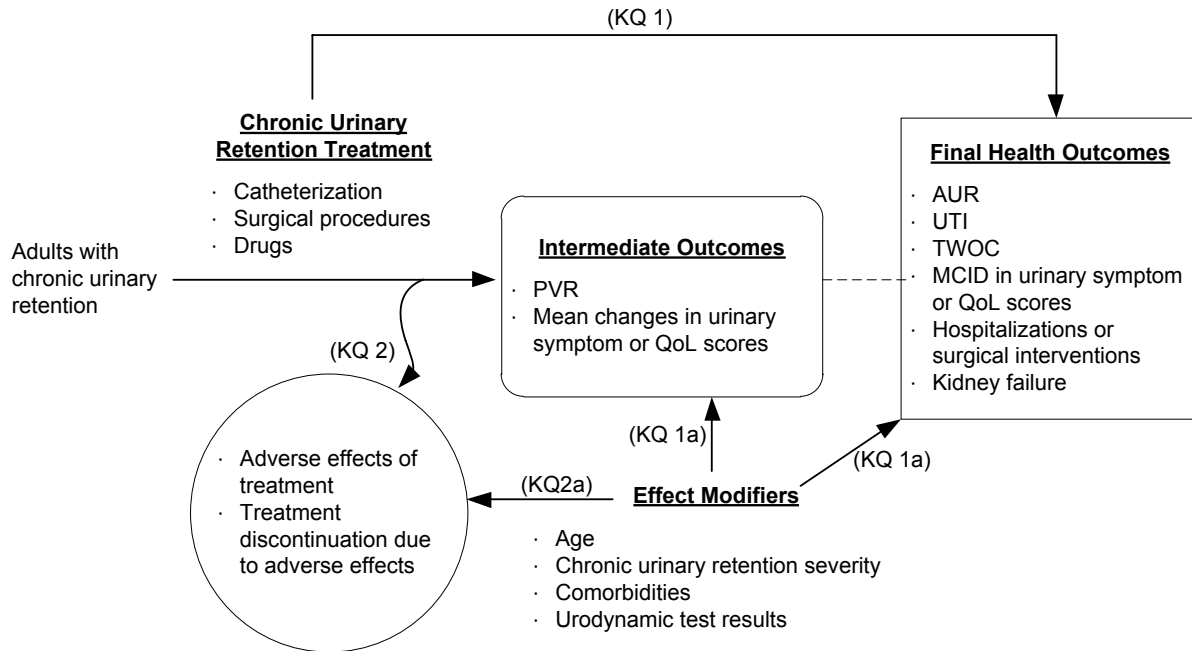 (KQ 1)
Chronic Urinary
Retention Treatment
· Catheterization
· Surgical procedures
· Drugs
Adults with
chronic urinary
retention
(KQ 2)
Intermediate Outcomes
· PVR
· Mean changes in urinary
symptom or QoL scores
Final Health Outcomes
· AUR
· UTI
· TWOC
· MCID in urinary symptom
or QoL scores
· Hospitalizations or
surgical interventions
· Kidney failure
(KQ 1a)
(KQ 1a)
· Adverse effects of
treatment
· Treatment
discontinuation due
to adverse effects
(KQ2a)
Effect Modifiers
· Age
· Chronic urinary retention severity
· Comorbidities
· Urodynamic test results